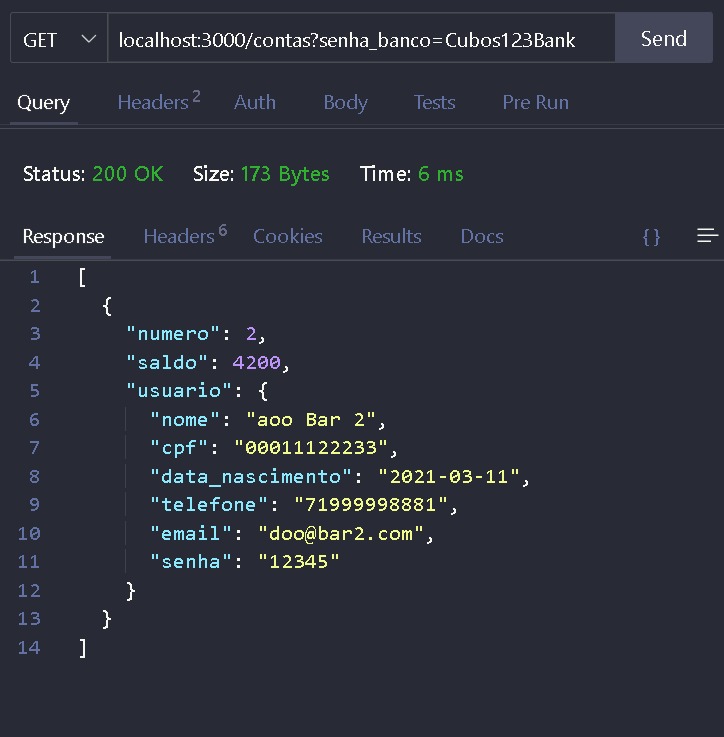 GET localhost:3000/contas?senha_banco=Cubos123Bank Send
Query Headers 2 Auth Body Tests Pre Run
Status: 200 OK Size: 173 Bytes Time: 6 ms
Response Headers 6 Cookies Results Docs {}
1 [
2 {
3 "numero": 2,
4 "saldo": 4200,
5 "usuario": {
6 "nome": "aoo Bar 2",
7 "cpf": "00011122233",
8 "data_nascimento": "2021-03-11",
9 "telefone": "71999998881",
10 "email": "doo@bar2.com",
11 "senha": "12345"
12 }
13 }
14 ]